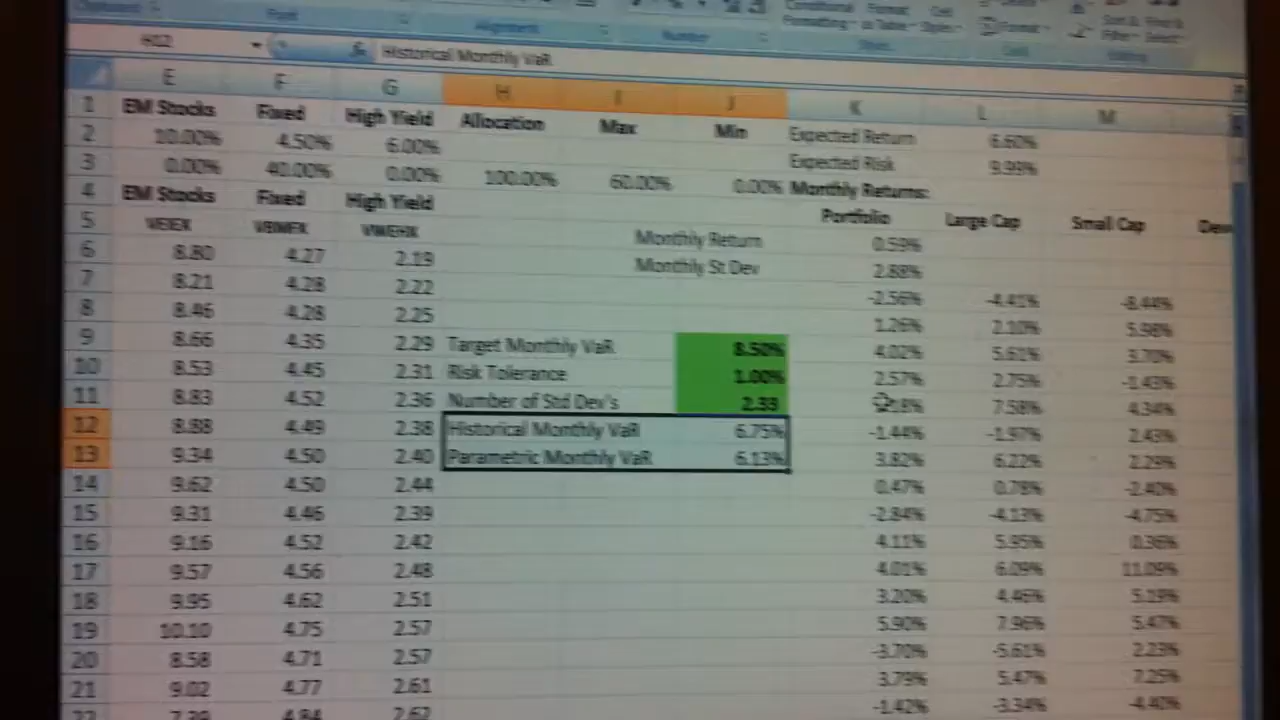 Alignment
Number
H12 Historical Monthly VaR
E F G H I J K L M
1 EM Stocks Fixed High Yield Allocation Max Min
2 10.00% 4.50% 6.00% Expected Return 6.60%
3 0.00% 40.00% 0.00% 100.00% 60.00% 0.00% Expected Risk 9.99%
4 EM Stocks Fixed High Yield Monthly Returns:
5 VEIEX VBMFX VWEHX Portfolio Large Cap Small Cap
6 8.80 4.27 2.19 Monthly Return 0.59%
7 8.21 4.28 2.22 Monthly St Dev 2.88%
8 8.46 4.28 2.25 -2.56% -4.41% -8.44%
9 8.66 4.35 2.29 Target Monthly VaR 8.50% 1.26% 2.10% 5.98%
10 8.53 4.45 2.31 Risk Tolerance 1.00% 4.02% 5.61% 3.70%
11 8.83 4.52 2.36 Number of Std Dev's 2.33 2.57% 2.75% -1.43%
12 8.88 4.49 2.38 Historical Monthly VaR 6.75% 7.58% 4.34%
13 9.34 4.50 2.40 Parametric Monthly VaR 6.13% -1.44% -1.97% 2.43%
14 9.62 4.50 2.44 3.82% 6.22% 2.29%
15 9.31 4.46 2.39 0.47% 0.78% -2.40%
16 9.16 4.52 2.42 -2.84% -4.13% -4.75%
17 9.57 4.56 2.48 4.11% 5.95% 0.36%
18 9.95 4.62 2.51 4.01% 6.09% 11.09%
19 10.10 4.75 2.57 3.20% 4.46% 5.19%
20 8.58 4.71 2.57 5.90% 7.96% 5.47%
21 9.02 4.77 2.61 -3.70% -5.61% 2.23%
3.79% 5.47% 7.25%
-1.42% -3.34% -4.40%